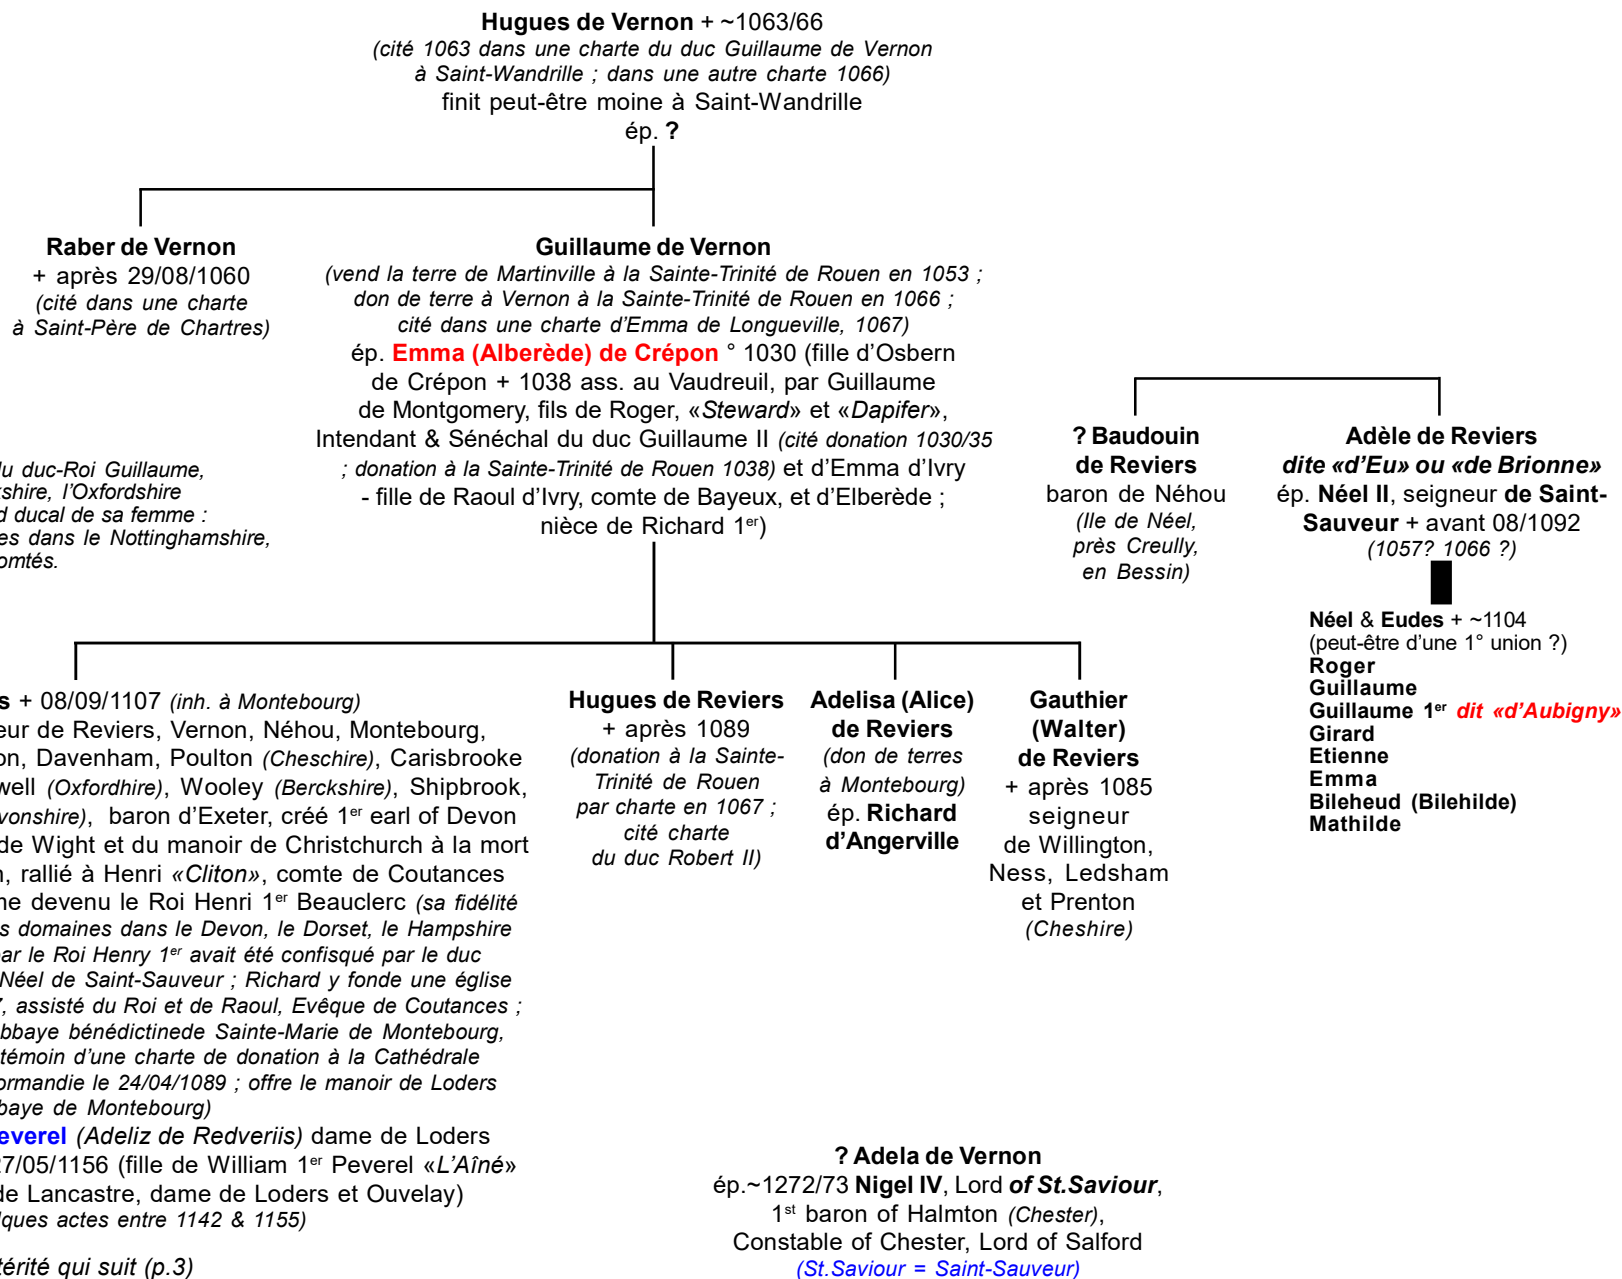 Hugues de Vernon + ~1063/66
(cité 1063 dans une charte du duc Guillaume de Vernon
à Saint-Wandrille ; dans une autre charte 1066)
finit peut-être moine à Saint-Wandrille
ép. ?
Raber de Vernon
+ après 29/08/1060
(cité dans une charte
à Saint-Père de Chartres)
Guillaume de Vernon
(vend la terre de Martinville à la Sainte-Trinité de Rouen en 1053 ;
don de terre à Vernon à la Sainte-Trinité de Rouen en 1066 ;
cité dans une charte d'Emma de Longueville, 1067)
ép. Emma (Alberède) de Crépon ° 1030 (fille d'Osbern
de Crépon + 1038 ass. au Vaudreuil, par Guillaume
de Montgomery, fils de Roger, «Steward» et «Dapifer»,
Intendant & Sénéchal du duc Guillaume II (cité donation 1030/35
; donation à la Sainte-Trinité de Rouen 1038) et d'Emma d'Ivry
- fille de Raoul d'Ivry, comte de Bayeux, et d'Elberède ;
nièce de Richard 1er)
? Baudouin
de Reviers
baron de Néhou
(Ile de Néel,
près Creully,
en Bessin)
Adèle de Reviers
dite «d'Eu» ou «de Brionne»
ép. Néel II, seigneur de Saint-
Sauveur + avant 08/1092
(1057? 1066 ?)
Néel & Eudes + ~1104
(peut-être d'une 1° union ?)
Roger
Guillaume
Guillaume 1er dit «d'Aubigny»
Girard
Etienne
Emma
Bileheud (Bilehilde)
Mathilde
du duc-Roi Guillaume,
kshire, l'Oxfordshire
d ducal de sa femme :
es dans le Nottinghamshire,
omtés.
s + 08/09/1107 (inh. à Montebourg)
eur de Reviers, Vernon, Néhou, Montebourg,
on, Davenham, Poulton (Cheschire), Carisbrooke
well (Oxfordhire), Wooley (Berckshire), Shipbrook,
vonshire), baron d'Exeter, créé 1er earl of Devon
de Wight et du manoir de Christchurch à la mort
n, rallié à Henri «Cliton», comte de Coutances
me devenu le Roi Henri 1er Beauclerc (sa fidélité
s domaines dans le Devon, le Dorset, le Hampshire
par le Roi Henry 1er avait été confisqué par le duc
Néel de Saint-Sauveur ; Richard y fonde une église
7, assisté du Roi et de Raoul, Evêque de Coutances ;
bbaye bénédictinede Sainte-Marie de Montebourg,
témoin d'une charte de donation à la Cathédrale
ormandie le 24/04/1089 ; offre le manoir de Loders
baye de Montebourg)
everel (Adeliz de Redveriis) dame de Loders
27/05/1156 (fille de William 1er Peverel «L'Aîné»
de Lancastre, dame de Loders et Ouvelay)
lques actes entre 1142 & 1155)
térité qui suit (p.3)
Hugues de Reviers
+ après 1089
(donation à la Sainte-
Trinité de Rouen
par charte en 1067 ;
cité charte
du duc Robert II)
Adelisa (Alice)
de Reviers
(don de terres
à Montebourg)
ép. Richard
d'Angerville
Gauthier
(Walter)
de Reviers
+ après 1085
seigneur
de Willington,
Ness, Ledsham
et Prenton
(Cheshire)
? Adela de Vernon
ép.~1272/73 Nigel IV, Lord of St.Saviour,
1st baron of Halmton (Chester),
Constable of Chester, Lord of Salford
(St.Saviour = Saint-Sauveur)